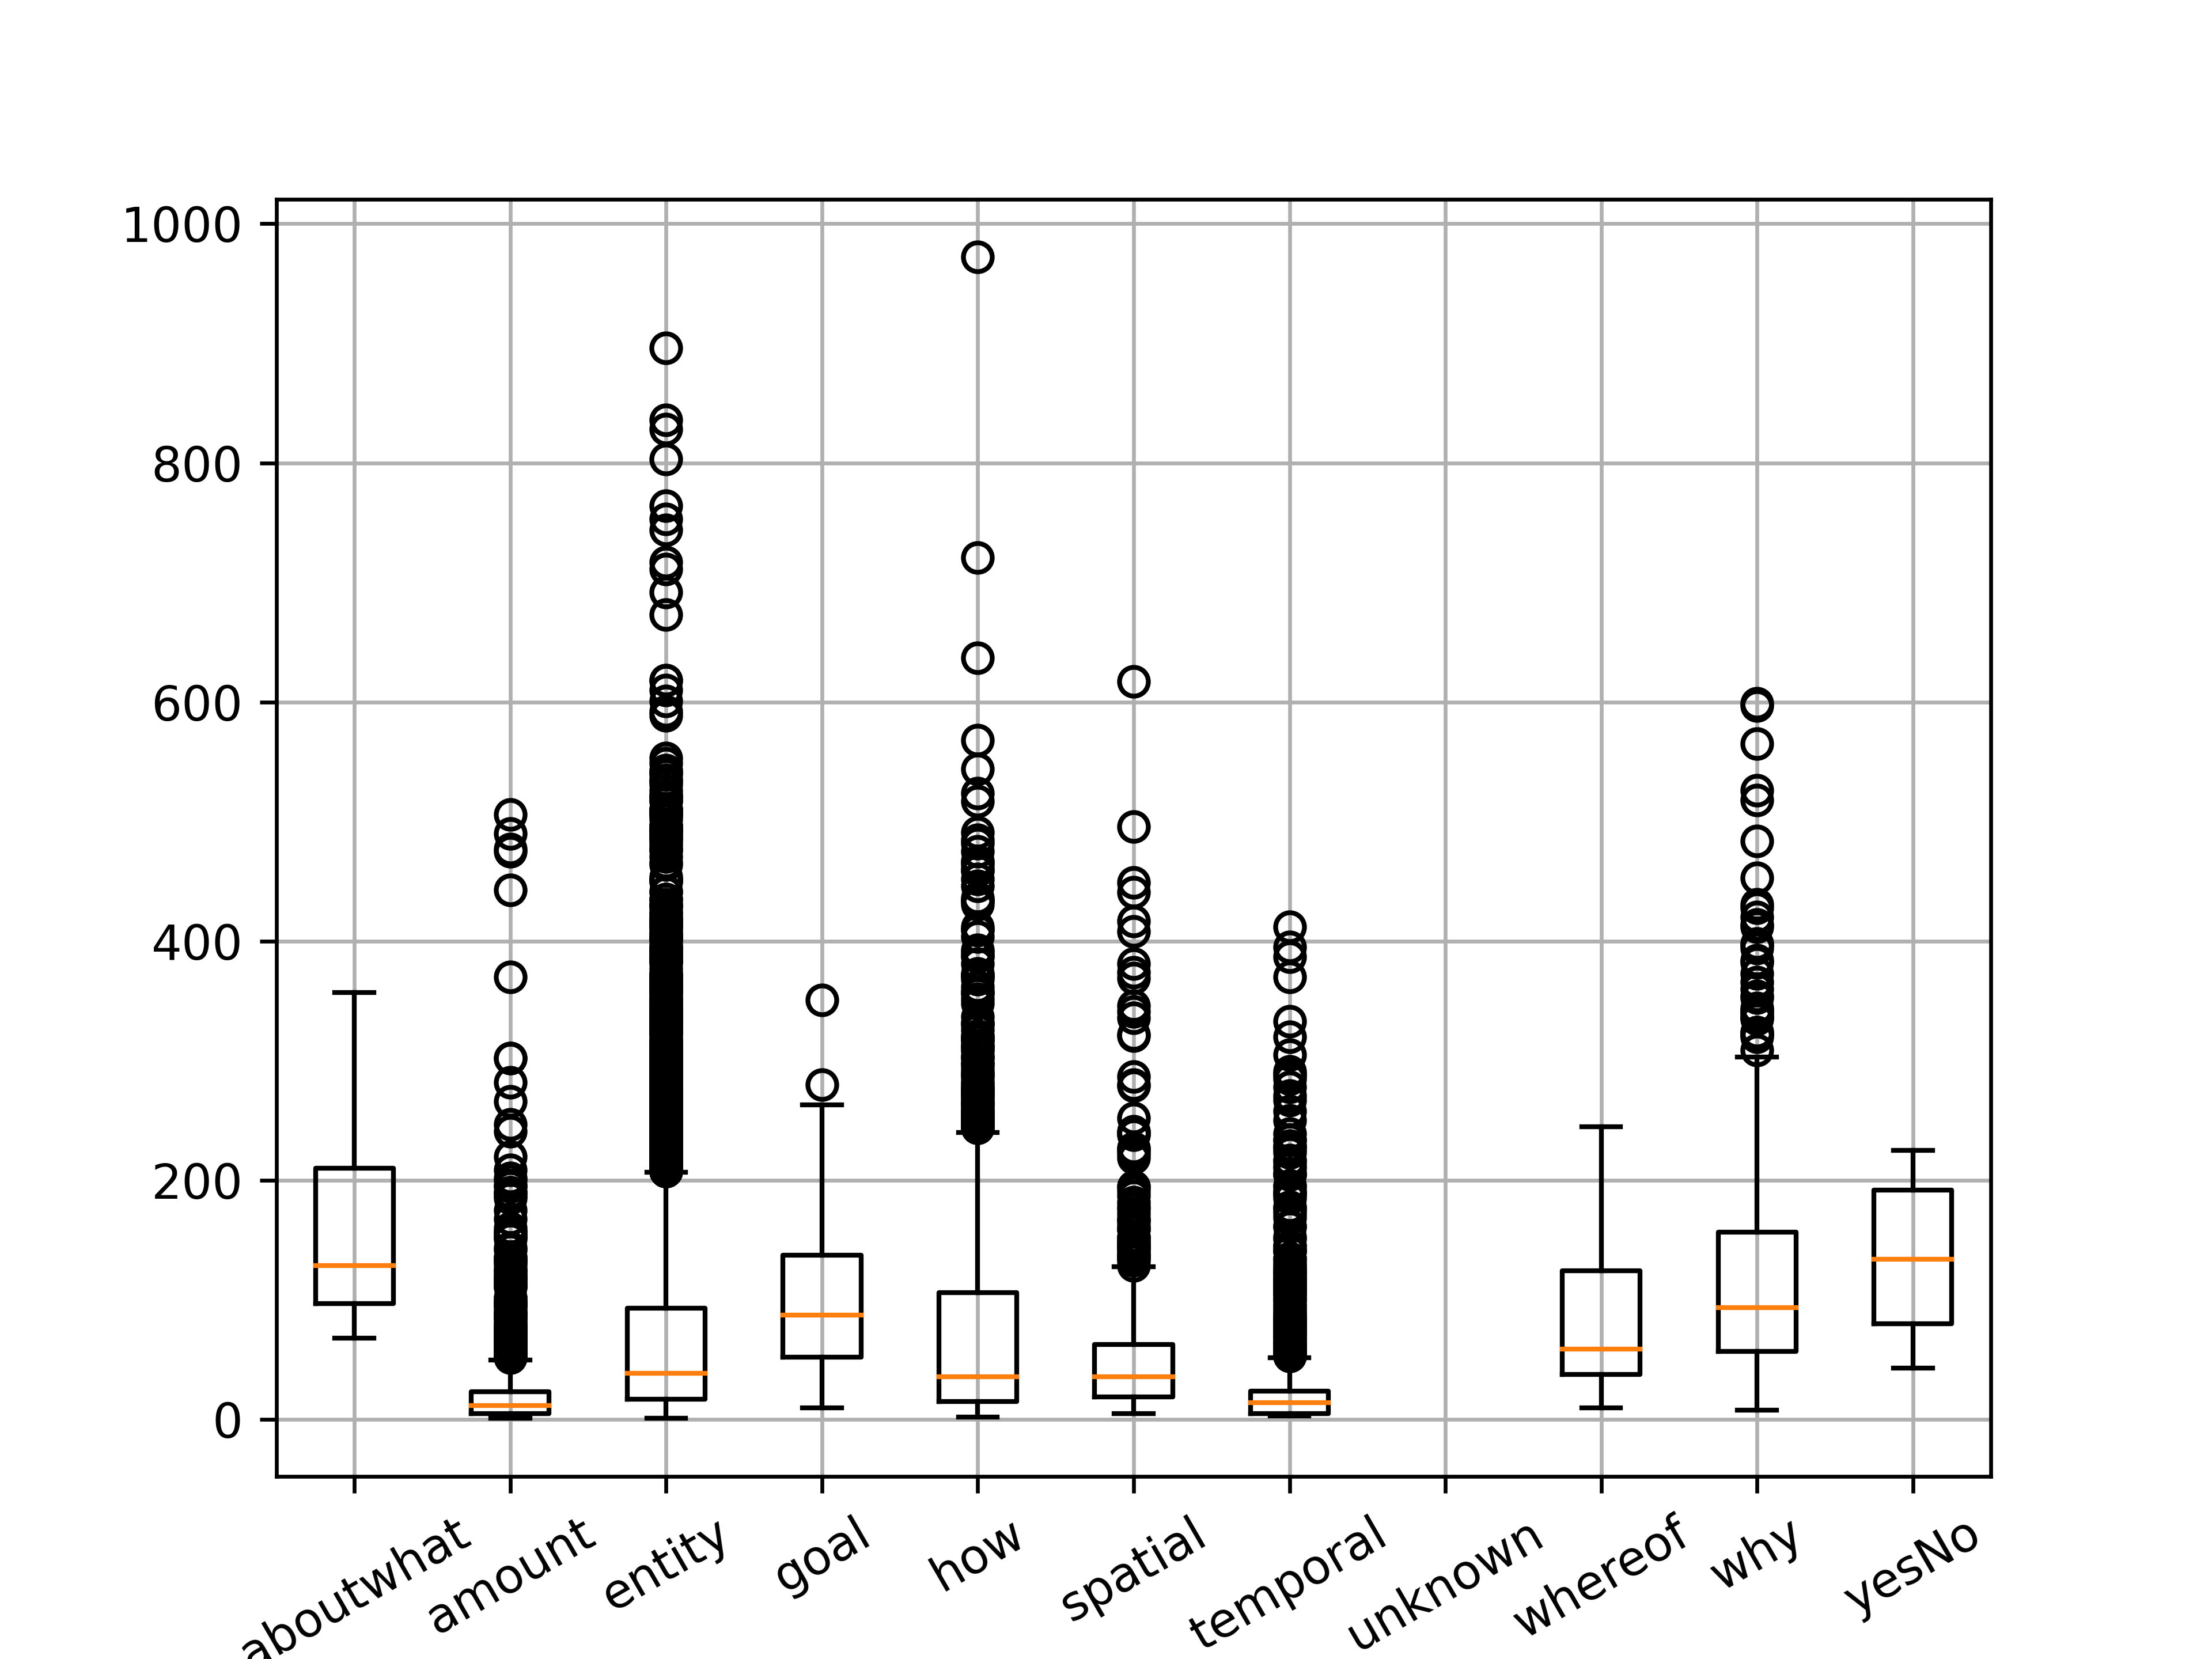 1000
800
600
400
200
0
aboutwhat
amount
entity
goal
how
spatial
temporal
unknown
whereof
why
yesNo